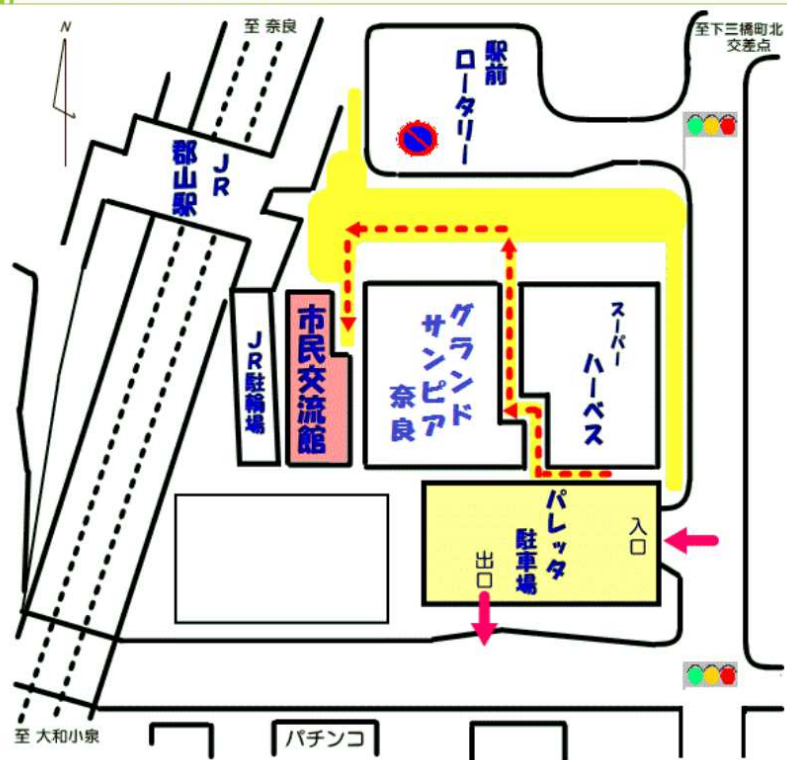 至 奈良
至下三橋町北
交差点
N
駅前
ロータリー
JR
郡山駅
JR駐輪場
市民交流館
グランド
サンピア
奈良
スーパー
ハーベス
パレッタ
駐車場
入口
出口
至 大和小泉
パチンコ